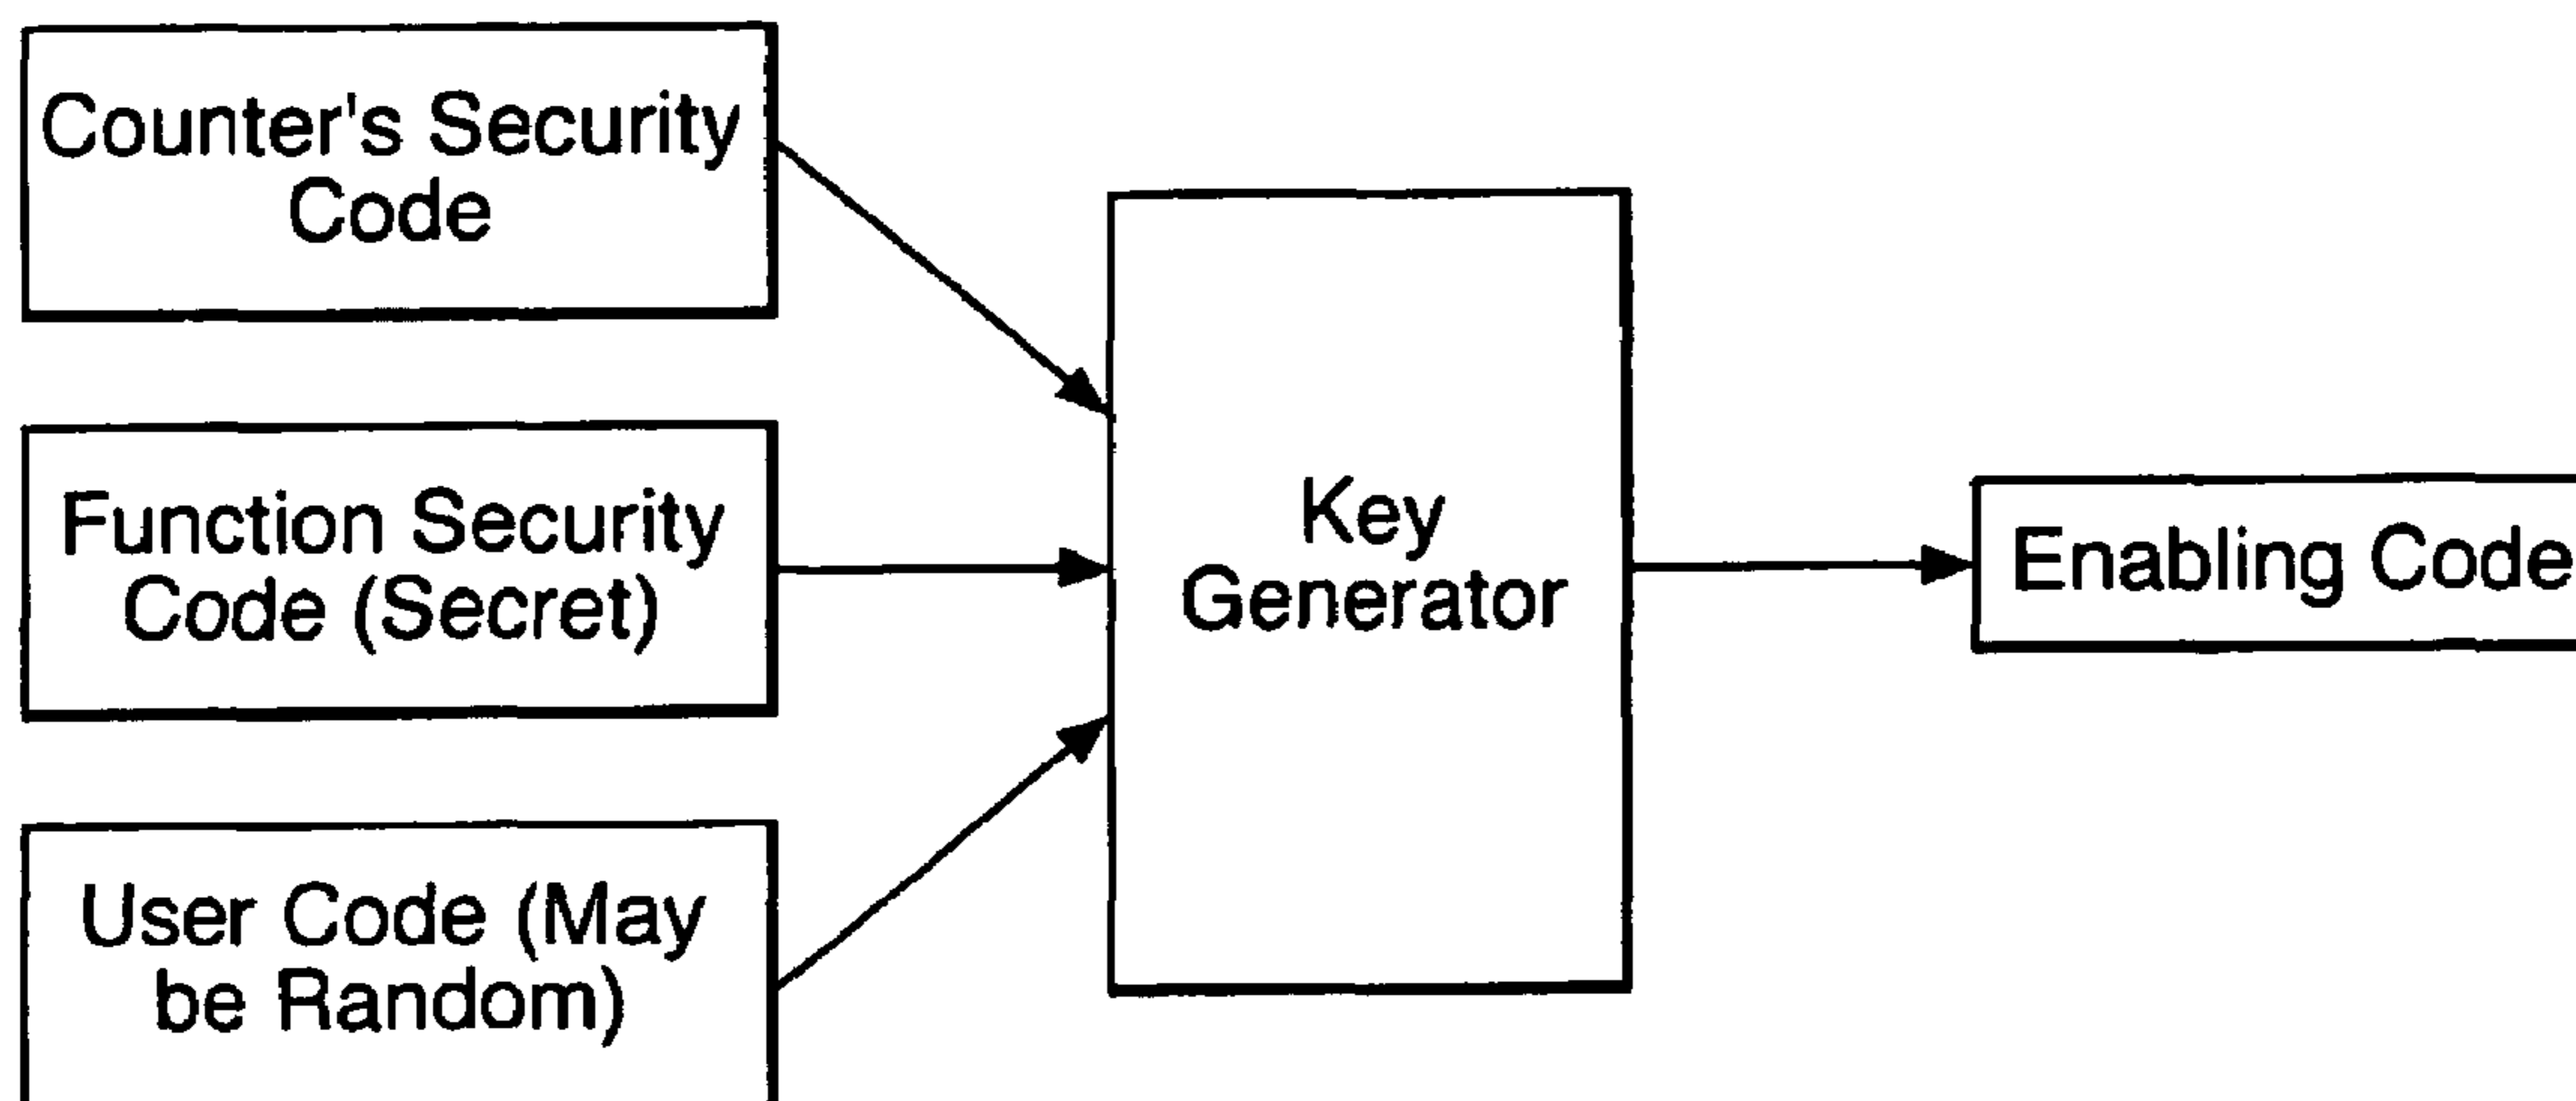 Counter's Security
Code
Function Security
Code (Secret)
User Code (May
be Random)
Key
Generator
Enabling Code